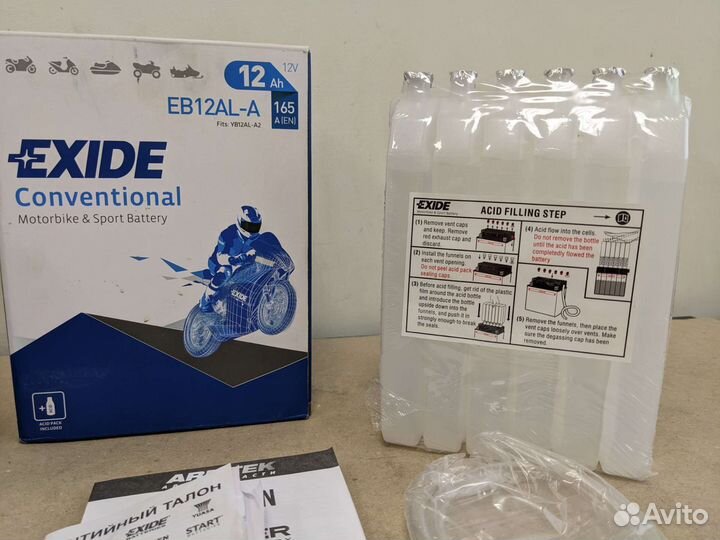 12V
12 Ah
EB12AL-A
165
A (EN)
Fits: YB12AL-A2
EXIDE
Conventional
Motorbike & Sport Battery
EXIDE
ACID PACK
INCLUDED
EXIDE
Motorbike & Sport Battery
ACID FILLING STEP
(1) Remove vent caps
and keep. Remove
red exhaust cap and
discard.
(2) Install the funnels on
each vent opening.
Do not peel acid pack
sealing caps.
(3) Before acid filling, get rid of the plastic
film around the acid bottle
and introduce the bottle
upside down into the
funnels, and push it in
strongly enough to break
the seals.
(4) Acid flow into the cells.
Do not remove the bottle
until the acid has been
completedly flowed the
battery
(5) Remove the funnels, then place the
vent caps loosely over vents. Make
sure the degassing cap has been
removed.
ТИЙНЫЙ ТАЛОН
EXIDE
YUASA
START
Avito